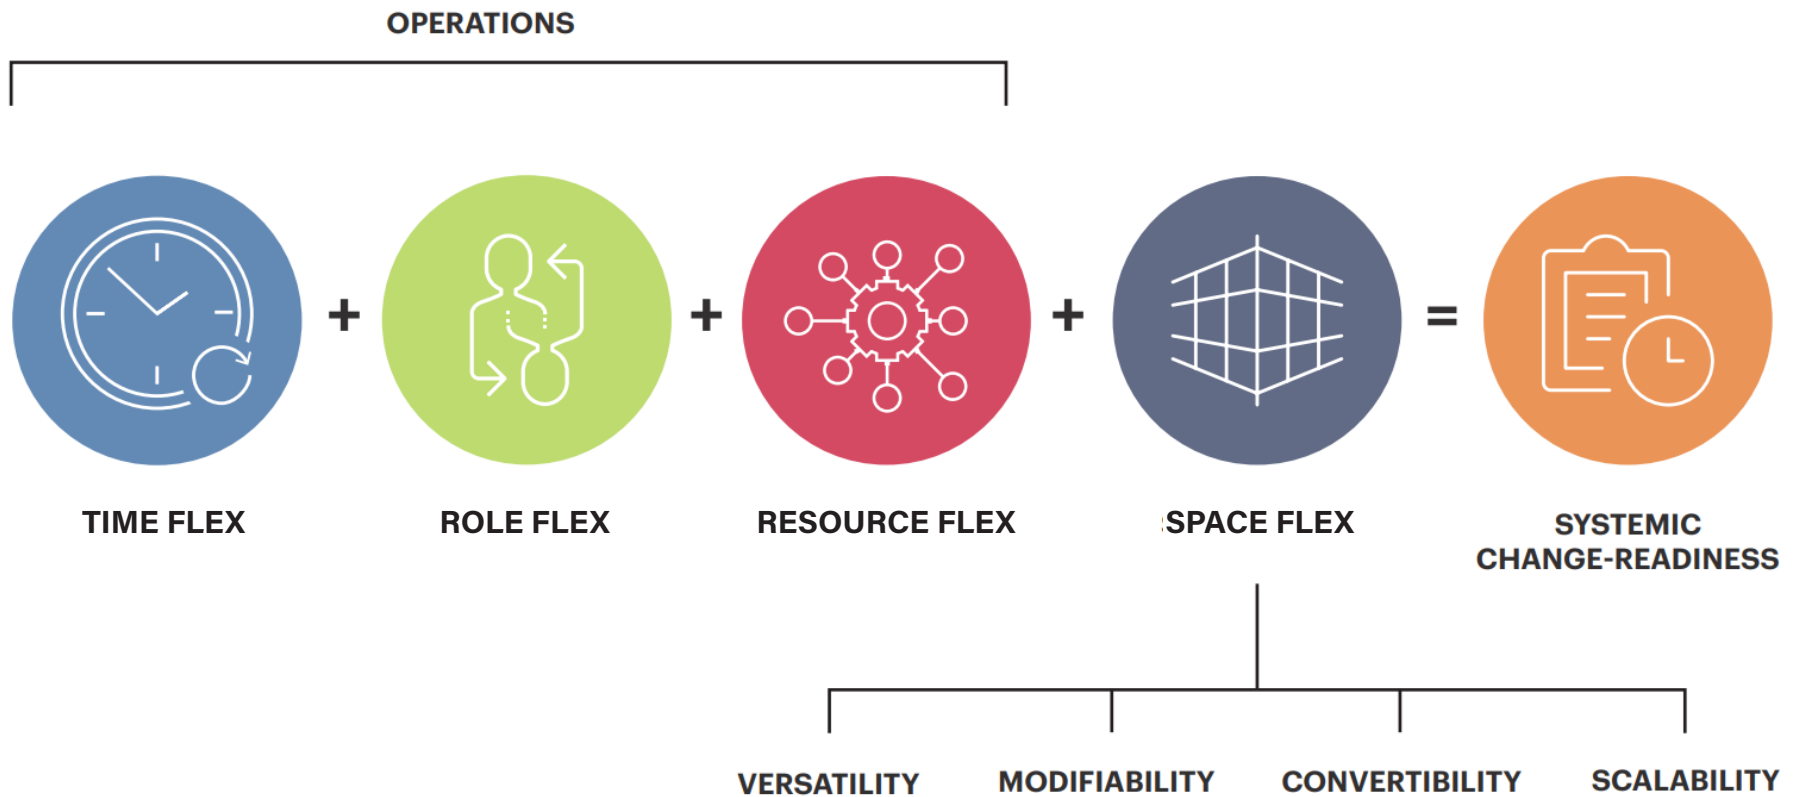 OPERATIONS
+
+
+
=
TIME FLEX
ROLE FLEX
RESOURCE FLEX
SPACE FLEX
SYSTEMIC
CHANGE-READINESS
VERSATILITY
MODIFIABILITY
CONVERTIBILITY
SCALABILITY